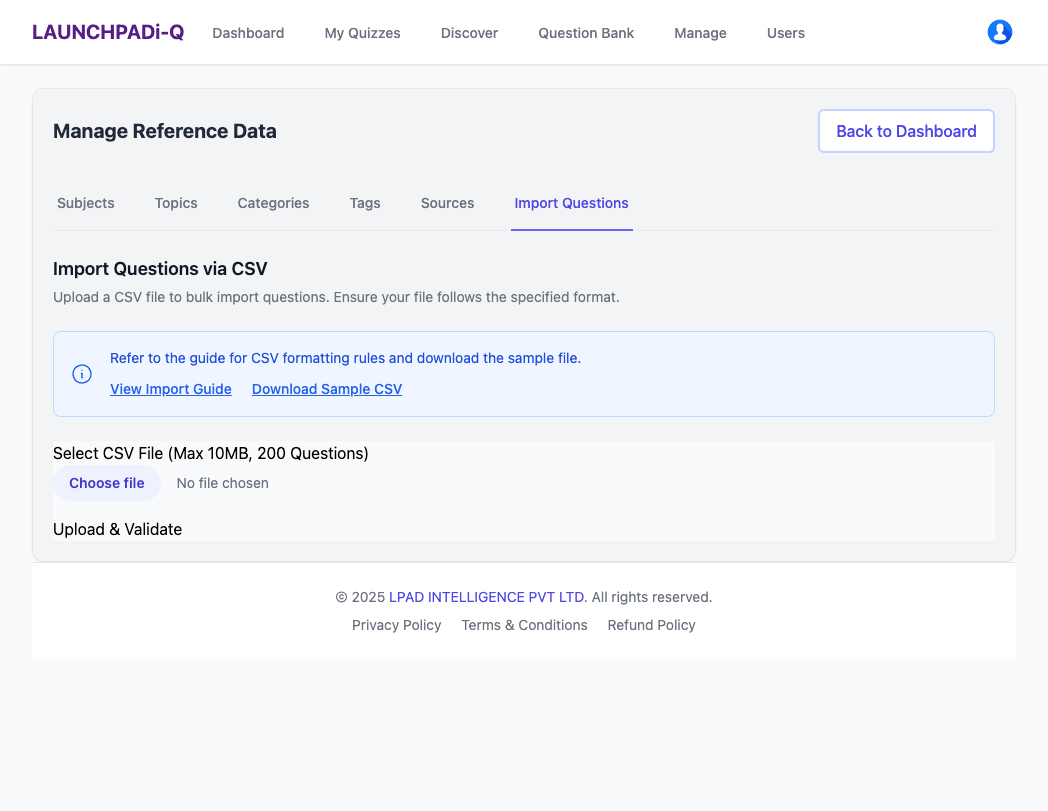 LAUNCHPADi-Q Dashboard My Quizzes Discover Question Bank Manage Users
Manage Reference Data Back to Dashboard
Subjects Topics Categories Tags Sources Import Questions
Import Questions via CSV
Upload a CSV file to bulk import questions. Ensure your file follows the specified format.
Refer to the guide for CSV formatting rules and download the sample file.
View Import Guide Download Sample CSV
Select CSV File (Max 10MB, 200 Questions)
Choose file No file chosen
Upload & Validate
© 2025 LPAD INTELLIGENCE PVT LTD. All rights reserved.
Privacy Policy Terms & Conditions Refund Policy